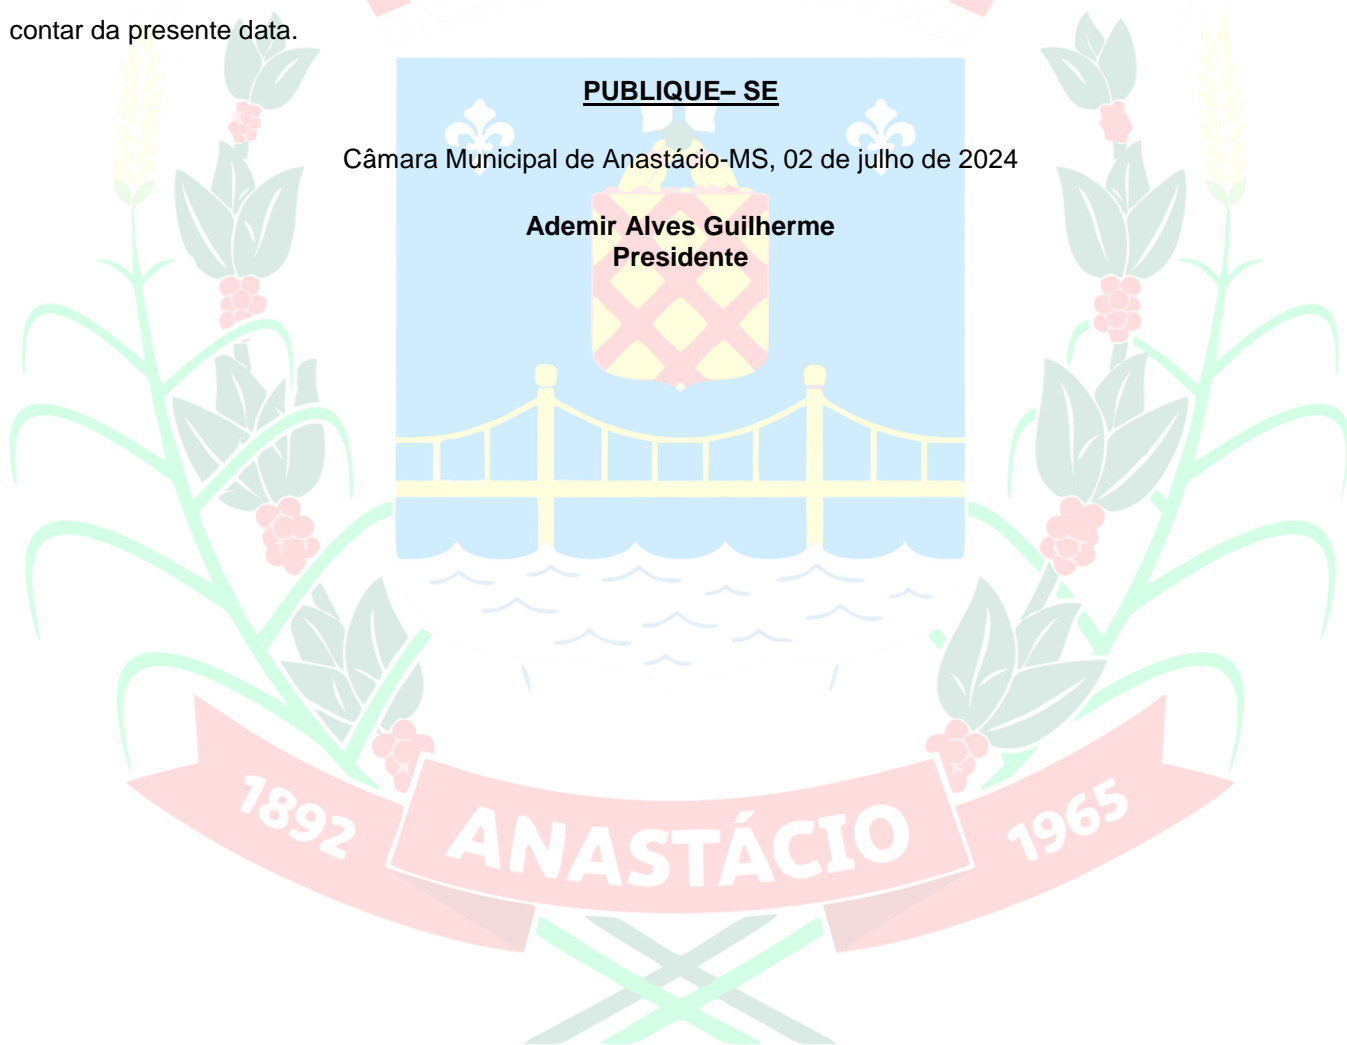 contar da presente data.
PUBLIQUE– SE
Câmara Municipal de Anastácio-MS, 02 de julho de 2024
Ademir Alves Guilherme
Presidente
1892
ANASTÁCIO
1965